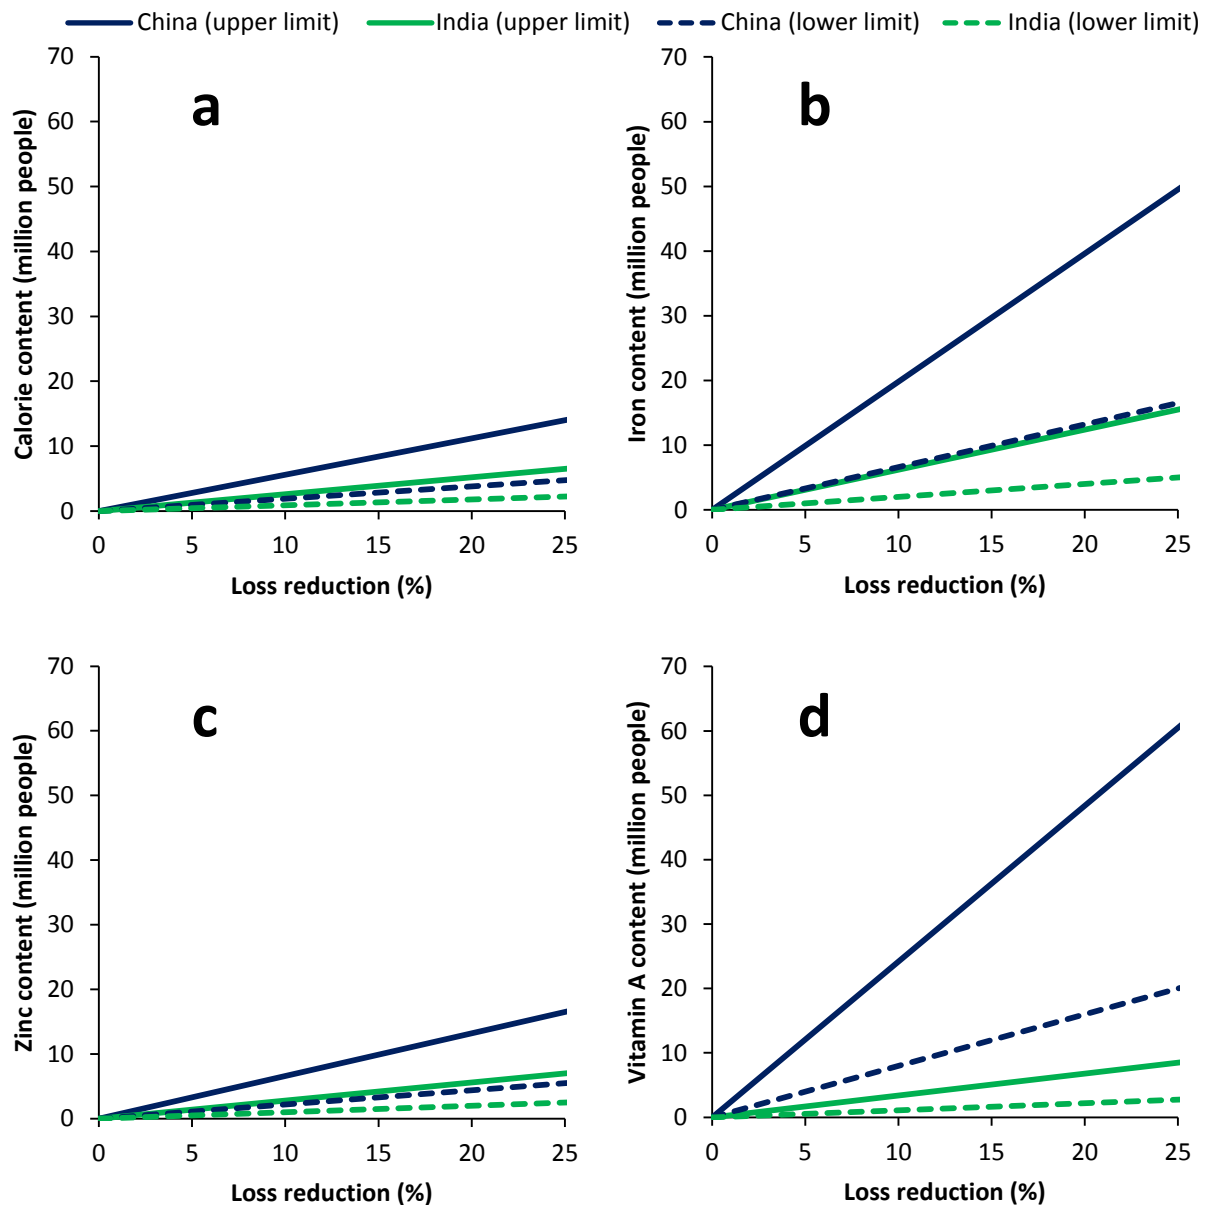 China (upper limit) India (upper limit) China (lower limit) India (lower limit)
a
Calorie content (million people)
70
60
50
40
30
20
10
0
0 5 10 15 20 25
Loss reduction (%)
b
Iron content (million people)
70
60
50
40
30
20
10
0
0 5 10 15 20 25
Loss reduction (%)
c
Zinc content (million people)
70
60
50
40
30
20
10
0
0 5 10 15 20 25
Loss reduction (%)
d
Vitamin A content (million people)
70
60
50
40
30
20
10
0
0 5 10 15 20 25
Loss reduction (%)